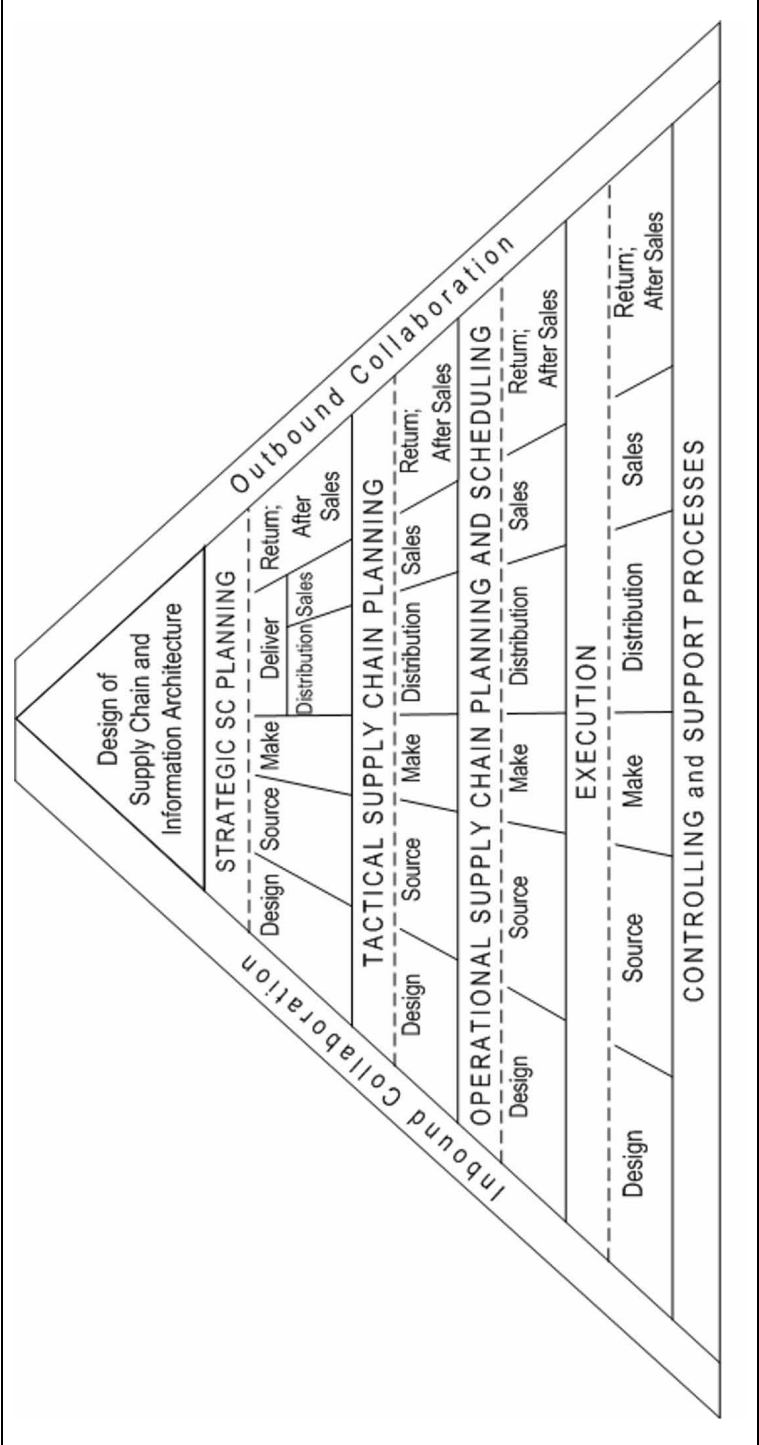 Design of
Supply Chain and
Information Architecture
Inbound Collaboration
Outbound Collaboration
STRATEGIC SC PLANNING
Design
Source
Make
Deliver
Distribution
Sales
Return;
After
Sales
TACTICAL SUPPLY CHAIN PLANNING
Design
Source
Make
Distribution
Sales
Return;
After Sales
OPERATIONAL SUPPLY CHAIN PLANNING AND SCHEDULING
Design
Source
Make
Distribution
Sales
Return;
After Sales
EXECUTION
Design
Source
Make
Distribution
Sales
Return;
After Sales
CONTROLLING and SUPPORT PROCESSES